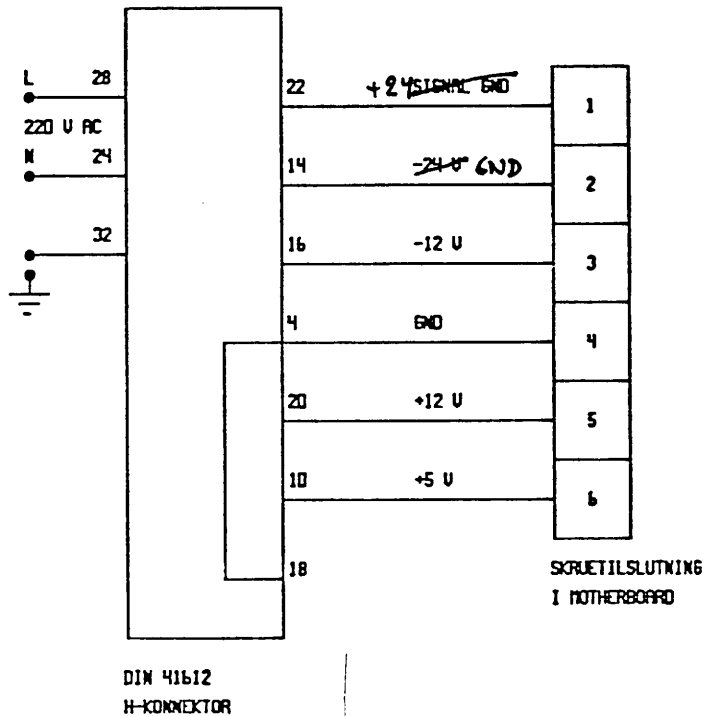 L 28
220 V AC
N 24
32
22 +24 SIGNAL GND
1
14 -24 V GND
2
16 -12 V
3
4 GND
4
20 +12 V
5
10 +5 V
6
18
SKRUETILSLUTNING
I MOTHERBOARD
DIN 41612
H-KONNEKTOR